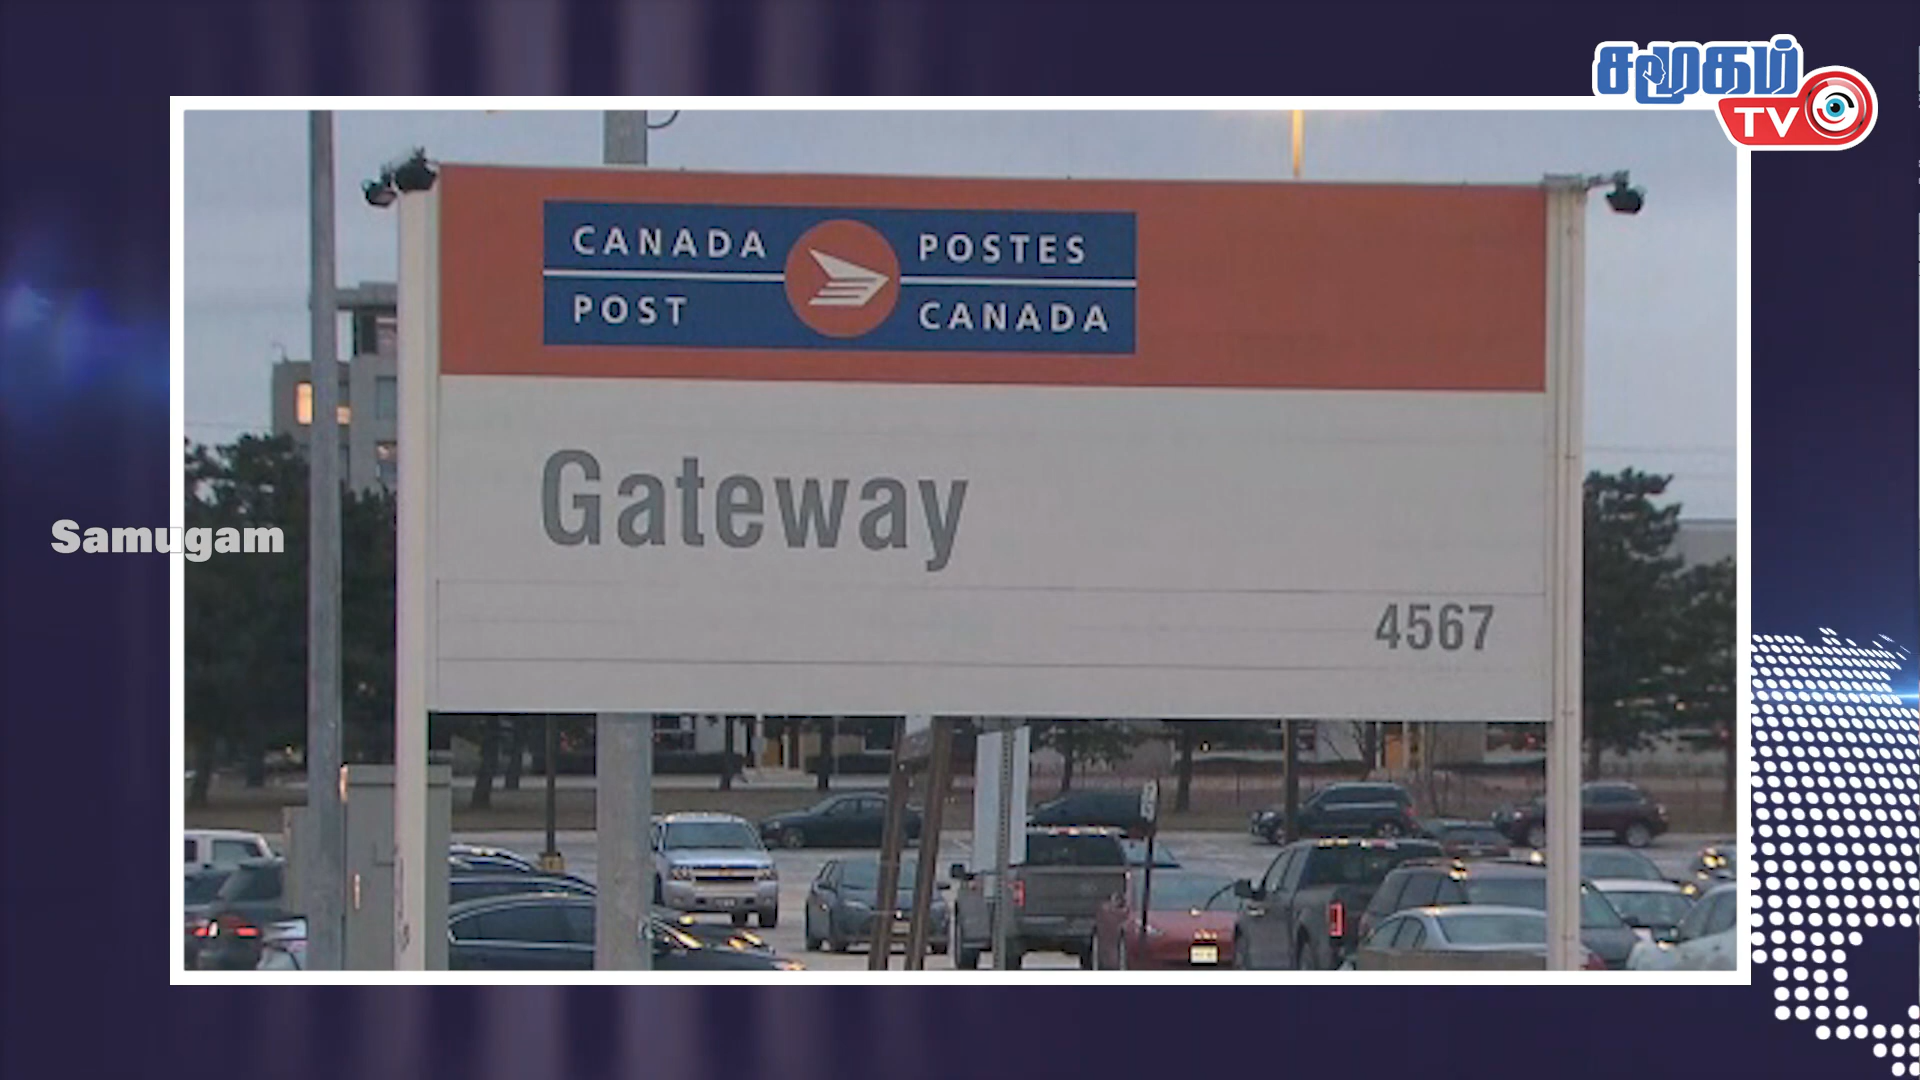 சமூகம்
TV
CANADA POSTES
POST CANADA
Gateway
Samugam
4567